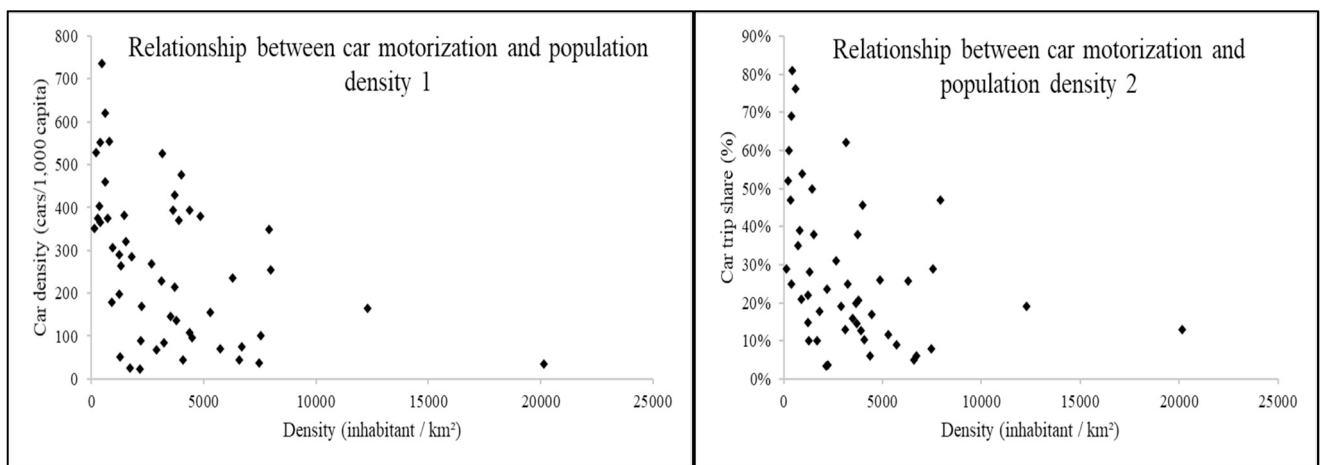 Relationship between car motorization and population
density 1
Car density (cars/1,000 capita)
800
700
600
500
400
300
200
100
0
0 5000 10000 15000 20000 25000
Density (inhabitant / km²)
Relationship between car motorization and
population density 2
Car trip share (%)
90%
80%
70%
60%
50%
40%
30%
20%
10%
0%
0 5000 10000 15000 20000 25000
Density (inhabitant / km²)